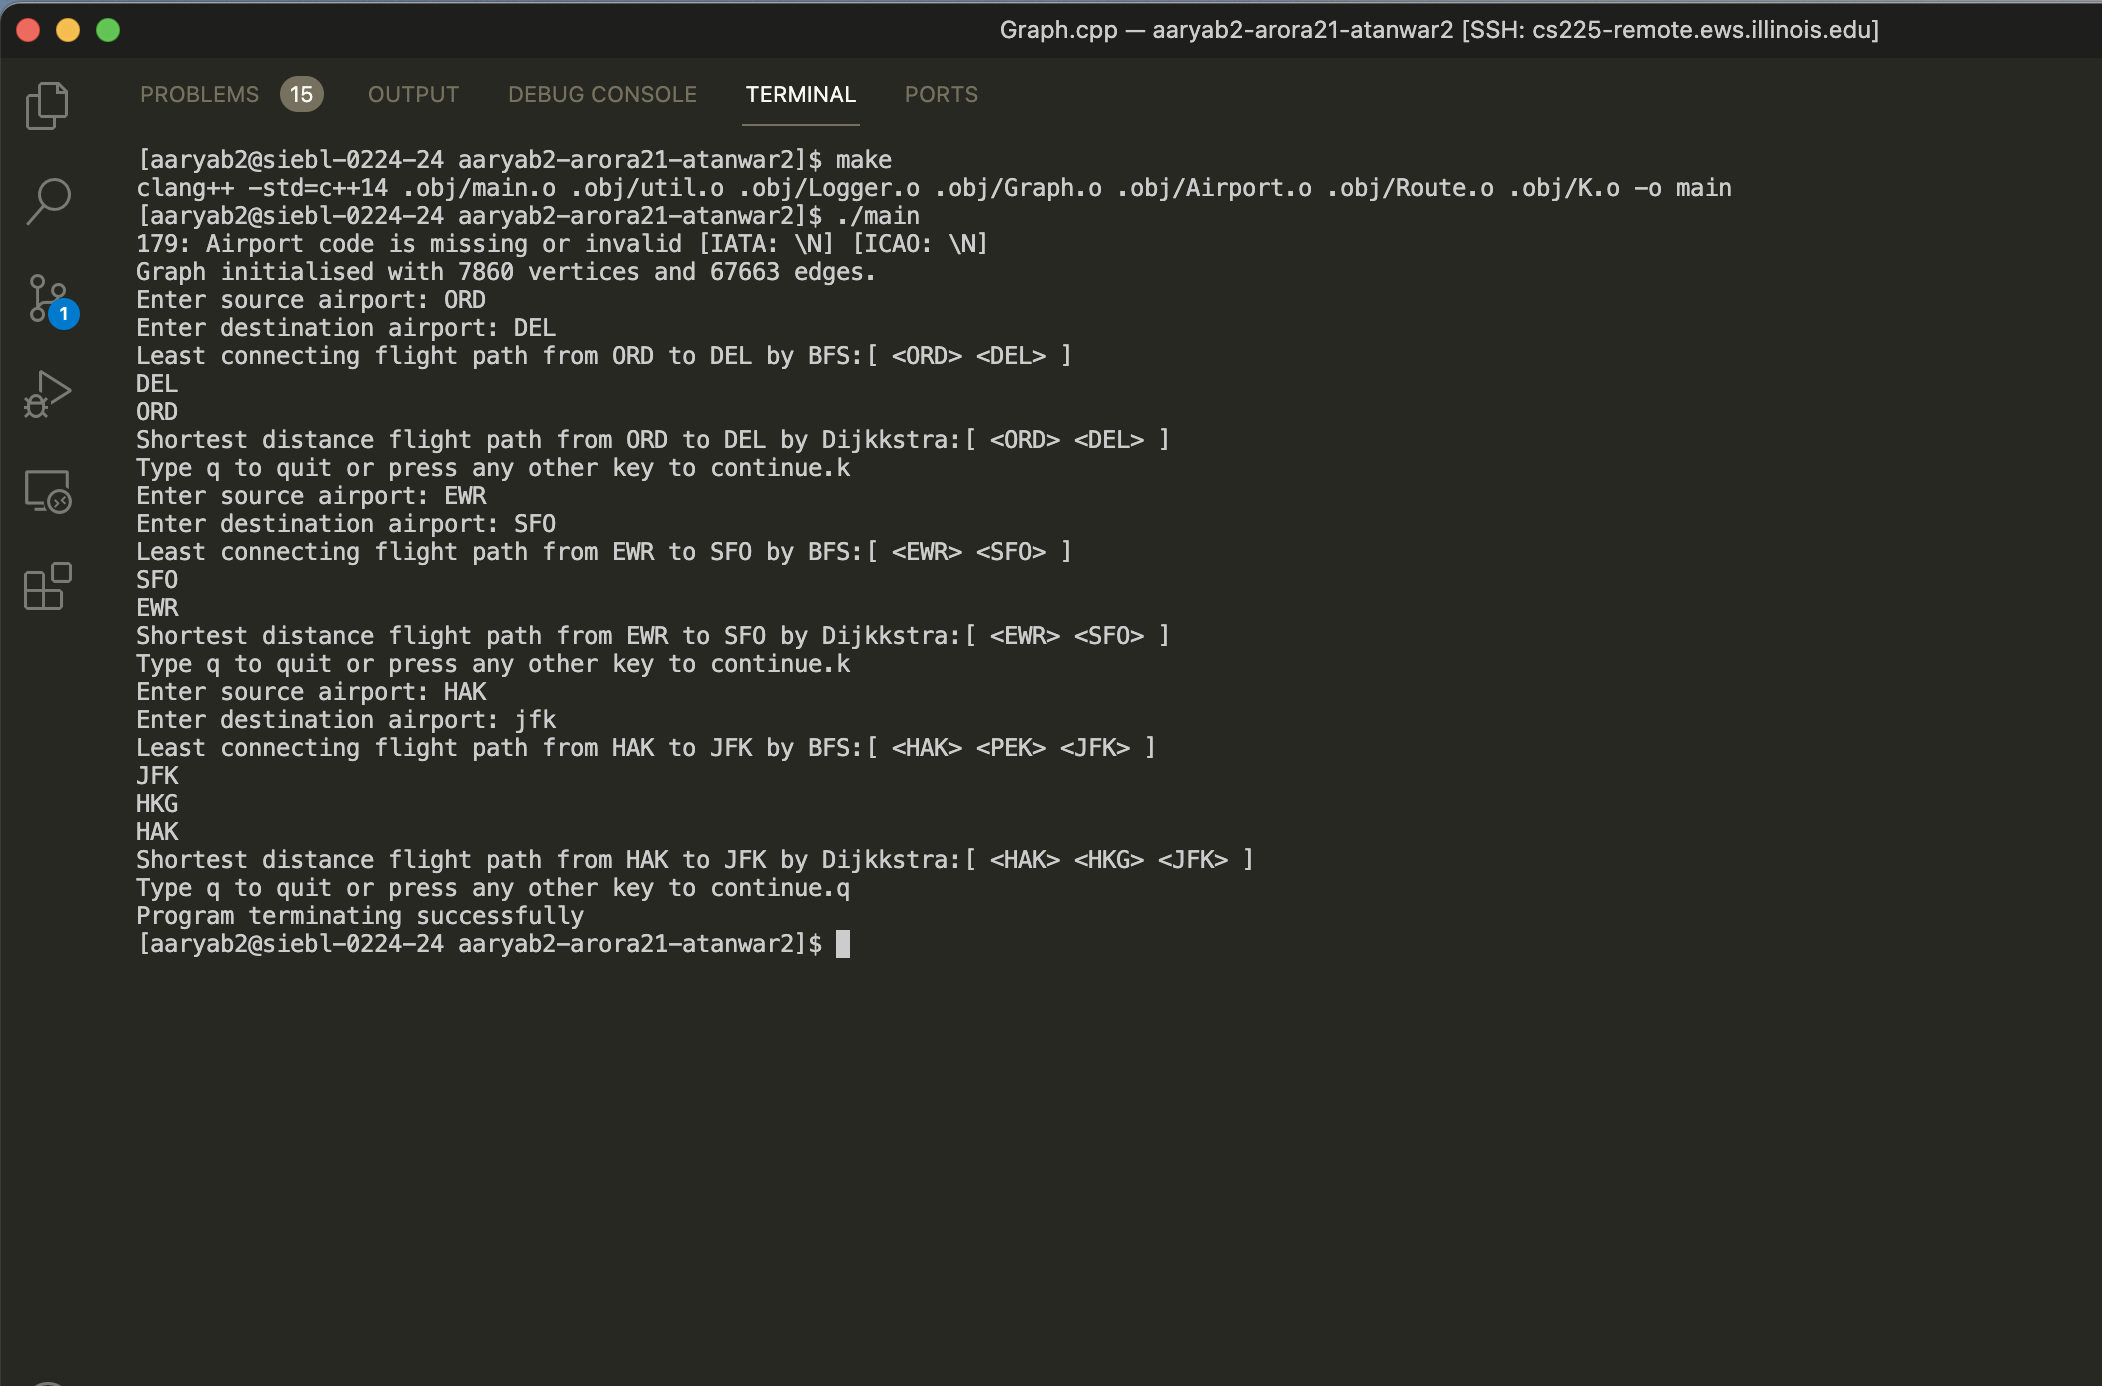 Graph.cpp — aaryab2-arora21-atanwar2 [SSH: cs225-remote.ews.illinois.edu]
PROBLEMS 15 OUTPUT DEBUG CONSOLE TERMINAL PORTS
[aaryab2@siebl-0224-24 aaryab2-arora21-atanwar2]$ make
clang++ -std=c++14 .obj/main.o .obj/util.o .obj/Logger.o .obj/Graph.o .obj/Airport.o .obj/Route.o .obj/K.o -o main
[aaryab2@siebl-0224-24 aaryab2-arora21-atanwar2]$ ./main
179: Airport code is missing or invalid [IATA: \N] [ICAO: \N]
Graph initialised with 7860 vertices and 67663 edges.
Enter source airport: ORD
Enter destination airport: DEL
Least connecting flight path from ORD to DEL by BFS:[ <ORD> <DEL> ]
DEL
ORD
Shortest distance flight path from ORD to DEL by Dijkkstra:[ <ORD> <DEL> ]
Type q to quit or press any other key to continue.k
Enter source airport: EWR
Enter destination airport: SFO
Least connecting flight path from EWR to SFO by BFS:[ <EWR> <SFO> ]
SFO
EWR
Shortest distance flight path from EWR to SFO by Dijkkstra:[ <EWR> <SFO> ]
Type q to quit or press any other key to continue.k
Enter source airport: HAK
Enter destination airport: jfk
Least connecting flight path from HAK to JFK by BFS:[ <HAK> <PEK> <JFK> ]
JFK
HKG
HAK
Shortest distance flight path from HAK to JFK by Dijkkstra:[ <HAK> <HKG> <JFK> ]
Type q to quit or press any other key to continue.q
Program terminating successfully
[aaryab2@siebl-0224-24 aaryab2-arora21-atanwar2]$
1